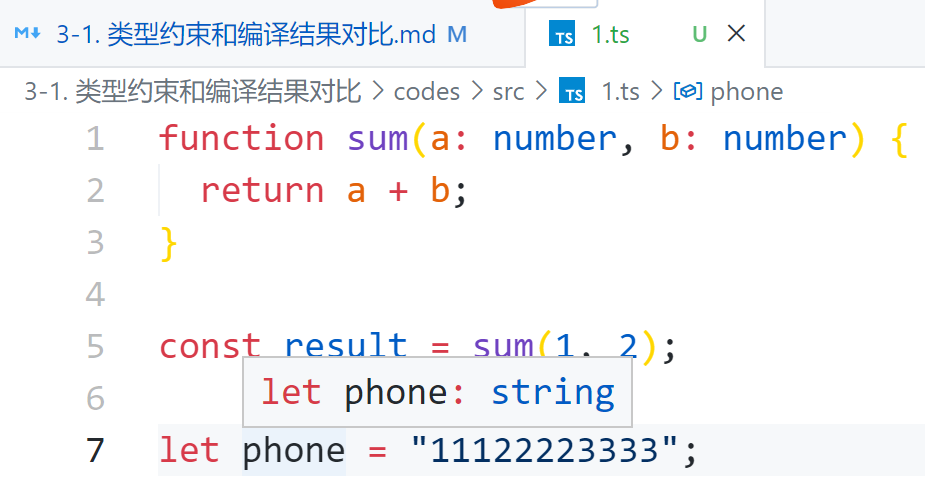 3-1. 类型约束和编译结果对比.md M
TS 1.ts U
3-1. 类型约束和编译结果对比 > codes > src > TS 1.ts > phone
1 function sum(a: number, b: number) {
2 return a + b;
3 }
4
5 const result = sum(1, 2);
6
let phone: string
7 let phone = "11122223333";